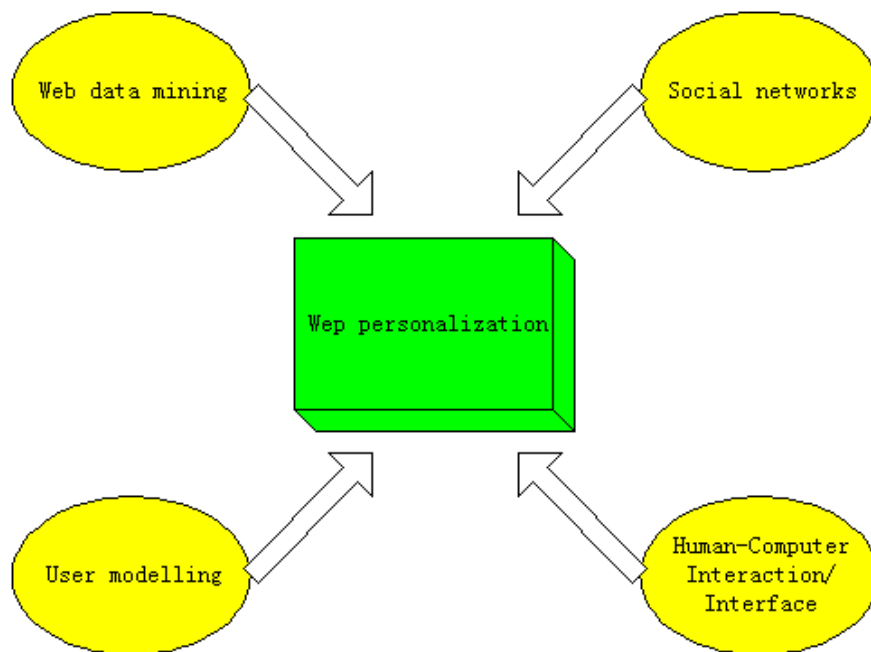 Web data mining
Social networks
Wep personalization
User modelling
Human-Computer
Interaction/
Interface